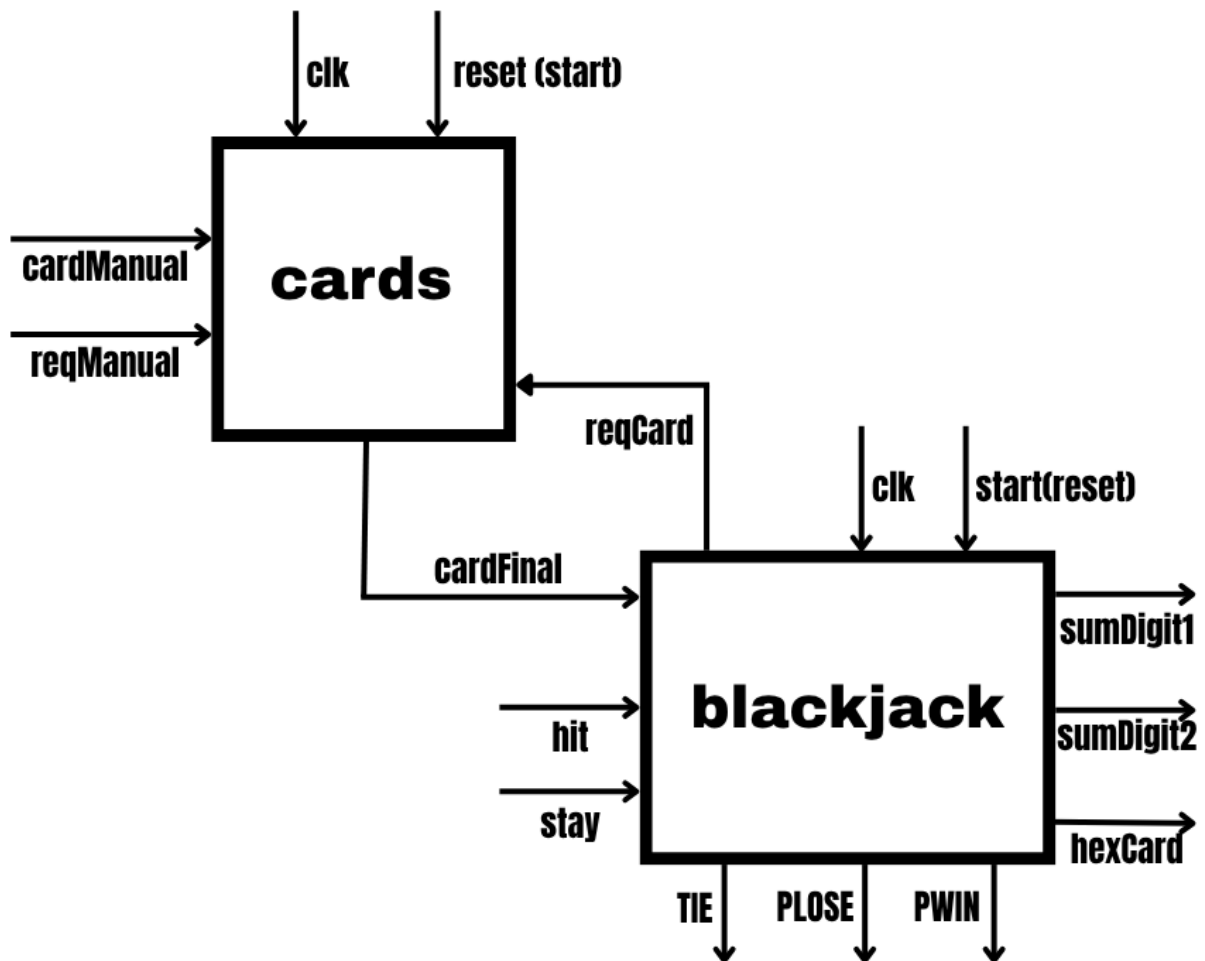 clk
reset (start)
cardManual
cards
reqManual
reqCard
clk
start(reset)
cardFinal
sumDigit1
hit
blackjack
sumDigit2
stay
hexCard
TIE
PLOSE
PWIN